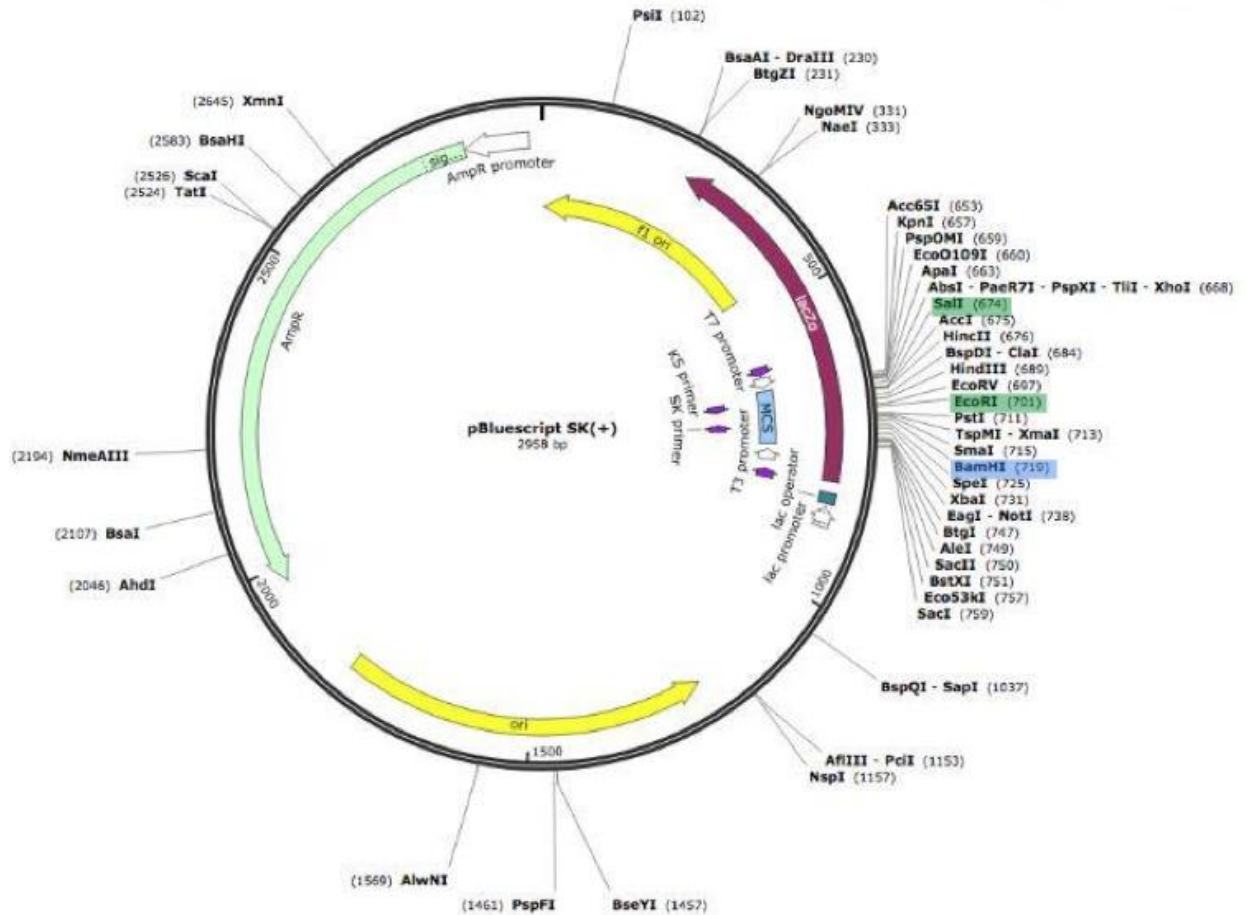 PsiI (102)
BsaAI - DraIII (230)
BtgZI (231)
NgoMIV (331)
NaeI (333)
Acc65I (653)
KpnI (657)
PspOMI (659)
EcoO109I (660)
ApaI (663)
AbsI - PaeR7I - PspXI - TliI - XhoI (668)
SalI (674)
AccI (675)
HincII (676)
BspDI - ClaI (684)
HindIII (689)
EcoRV (697)
EcoRI (701)
PstI (711)
TspMI - XmaI (713)
SmaI (715)
BamHI (719)
SpeI (725)
XbaI (731)
EagI - NotI (738)
BtgI (747)
AleI (749)
SacII (750)
BstXI (751)
Eco53kI (757)
SacI (759)
BspQI - SapI (1037)
AflIII - PciI (1153)
NspI (1157)
BseYI (1457)
(1461) PspFI
(1569) AlwNI
(2046) AhdI
(2107) BsaI
(2194) NmeAIII
(2524) TatI
(2526) ScaI
(2583) BsaHI
(2645) XmnI
500
1000
1500
2000
2500
sig
AmpR promoter
AmpR
f1 ori
lacZα
T7 promoter
KS primer
MCS
SK primer
T3 promoter
lac operator
lac promoter
ori
pBluescript SK(+)
2958 bp